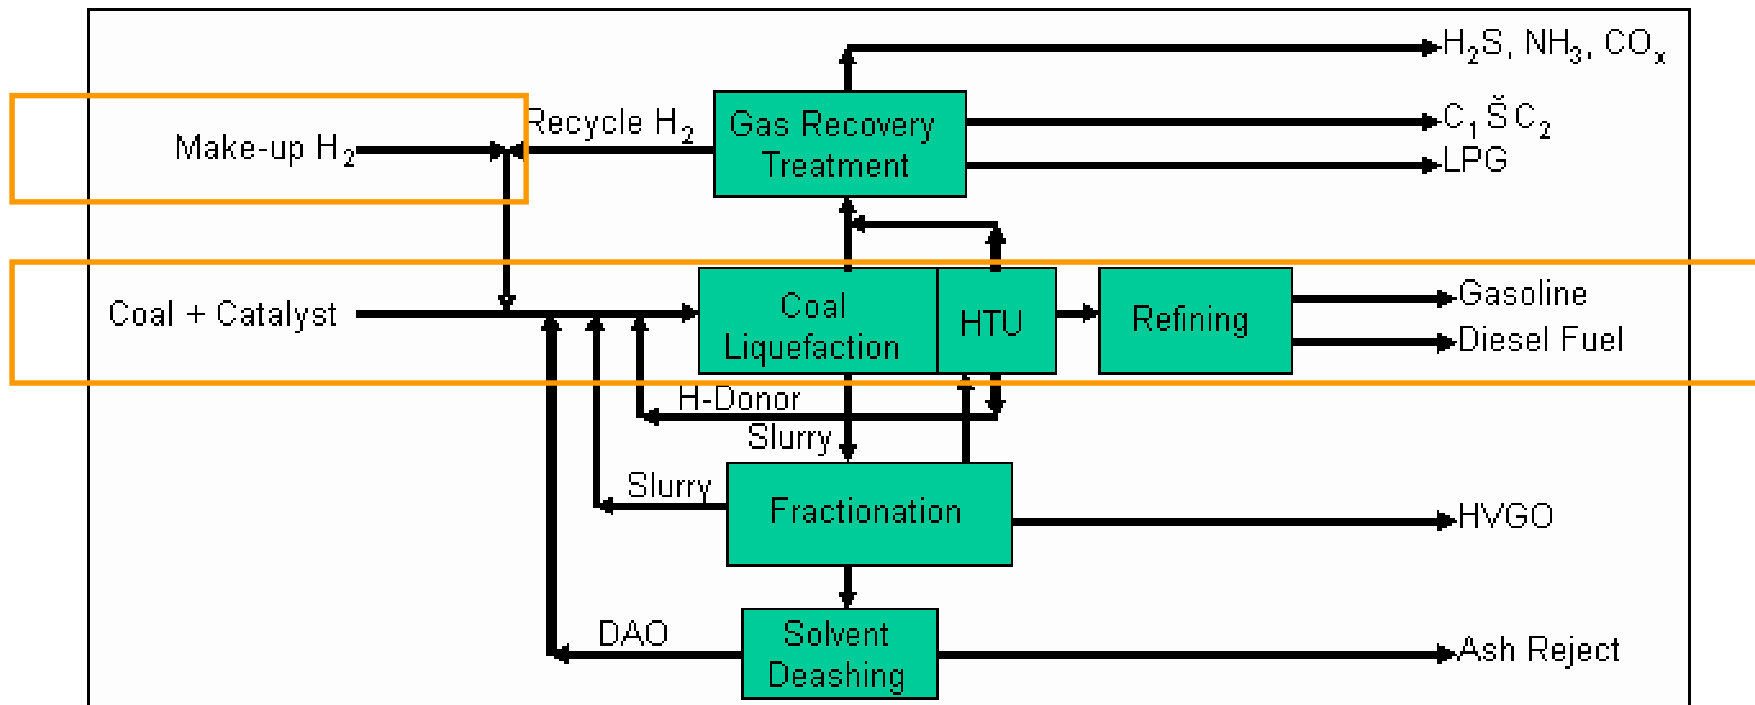 H₂S, NH₃, COₓ
Recycle H₂
Gas Recovery
Treatment
C₁ Š C₂
Make-up H₂
LPG
Coal + Catalyst
Coal
Liquefaction
HTU
Refining
Gasoline
Diesel Fuel
H-Donor
Slurry
Slurry
Fractionation
HVGO
DAO
Solvent
Deashing
Ash Reject